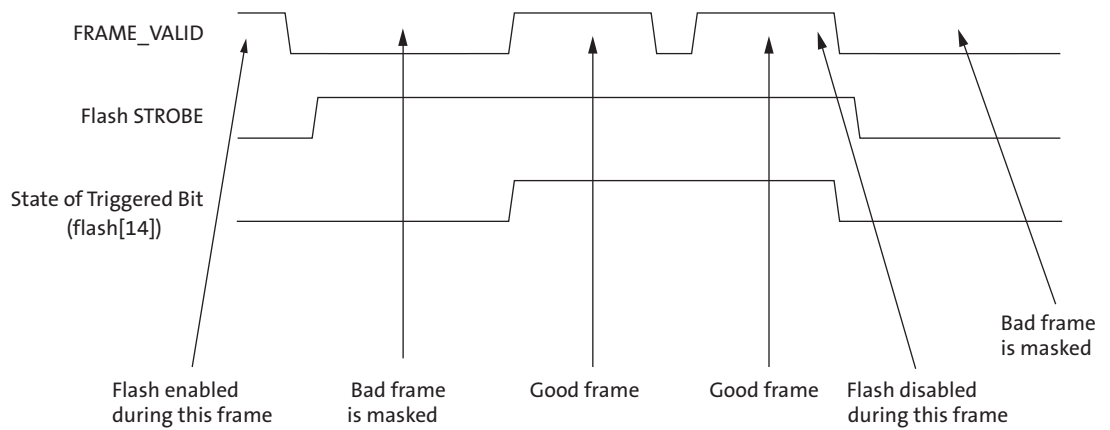 FRAME_VALID
Flash STROBE
State of Triggered Bit
(flash[14])
Bad frame
is masked
Flash enabled
during this frame
Bad frame
is masked
Good frame
Good frame
Flash disabled
during this frame